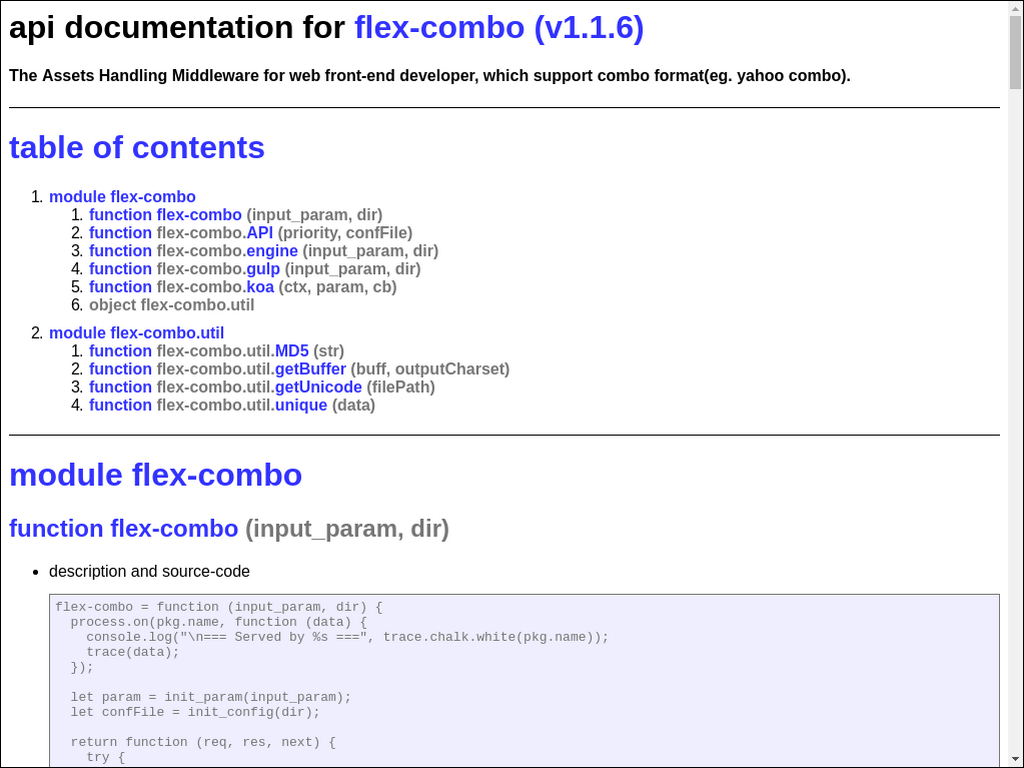 api documentation for flex-combo (v1.1.6)
The Assets Handling Middleware for web front-end developer, which support combo format(eg. yahoo combo).
table of contents
1. module flex-combo
1. function flex-combo (input_param, dir)
2. function flex-combo.API (priority, confFile)
3. function flex-combo.engine (input_param, dir)
4. function flex-combo.gulp (input_param, dir)
5. function flex-combo.koa (ctx, param, cb)
6. object flex-combo.util
2. module flex-combo.util
1. function flex-combo.util.MD5 (str)
2. function flex-combo.util.getBuffer (buff, outputCharset)
3. function flex-combo.util.getUnicode (filePath)
4. function flex-combo.util.unique (data)
module flex-combo
function flex-combo (input_param, dir)
• description and source-code
flex-combo = function (input_param, dir) {
  process.on(pkg.name, function (data) {
    console.log("\n=== Served by %s ===", trace.chalk.white(pkg.name));
    trace(data);
  });
  let param = init_param(input_param);
  let confFile = init_config(dir);
  return function (req, res, next) {
    try {